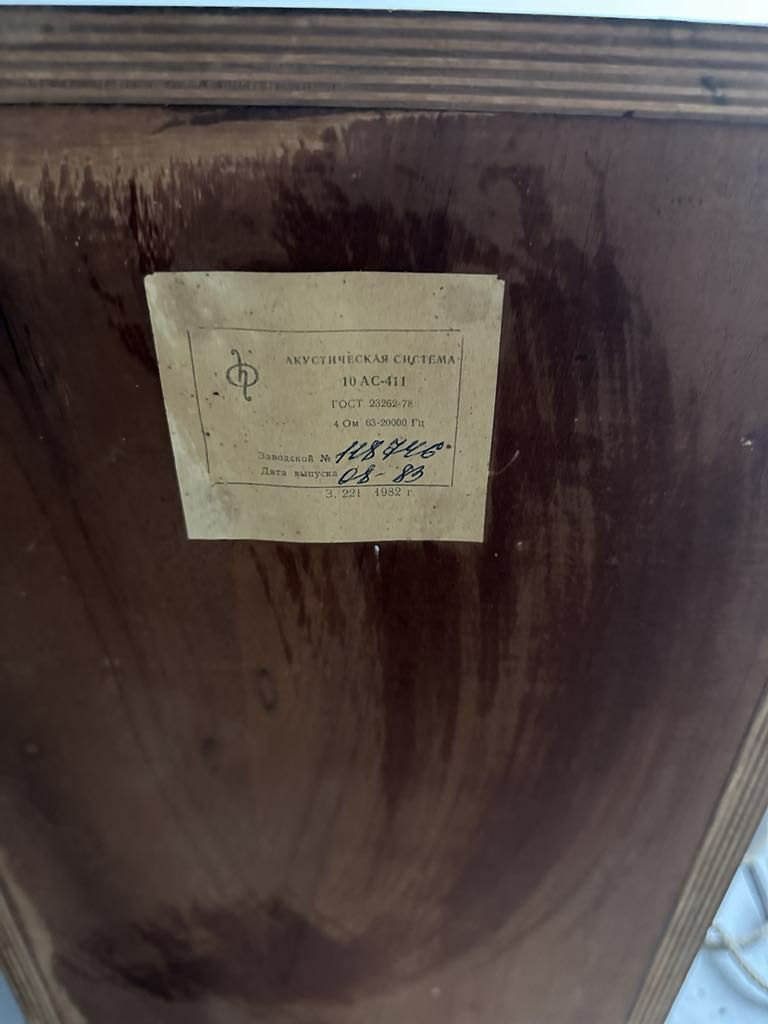 АКУСТИЧЕСКАЯ СИСТЕМА
10 АС-411
ГОСТ 23262-78
4 Ом 63-20000 Гц
Заводской № 118746
Дата выпуска 08-83
З. 221 1982 г.